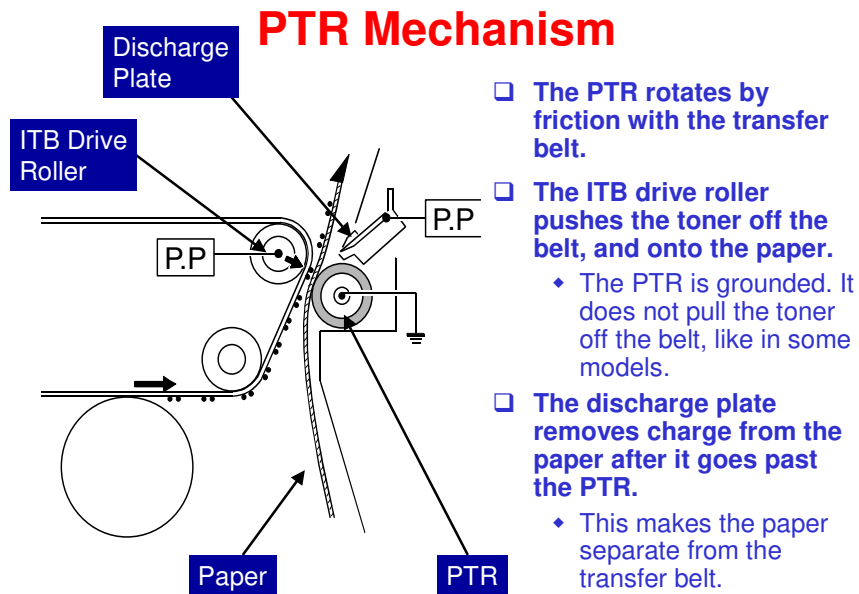 PTR Mechanism
Discharge
Plate
ITB Drive
Roller
P.P
P.P
Paper
PTR
❑ The PTR rotates by
friction with the transfer
belt.
❑ The ITB drive roller
pushes the toner off the
belt, and onto the paper.
◆ The PTR is grounded. It
does not pull the toner
off the belt, like in some
models.
❑ The discharge plate
removes charge from the
paper after it goes past
the PTR.
◆ This makes the paper
separate from the
transfer belt.